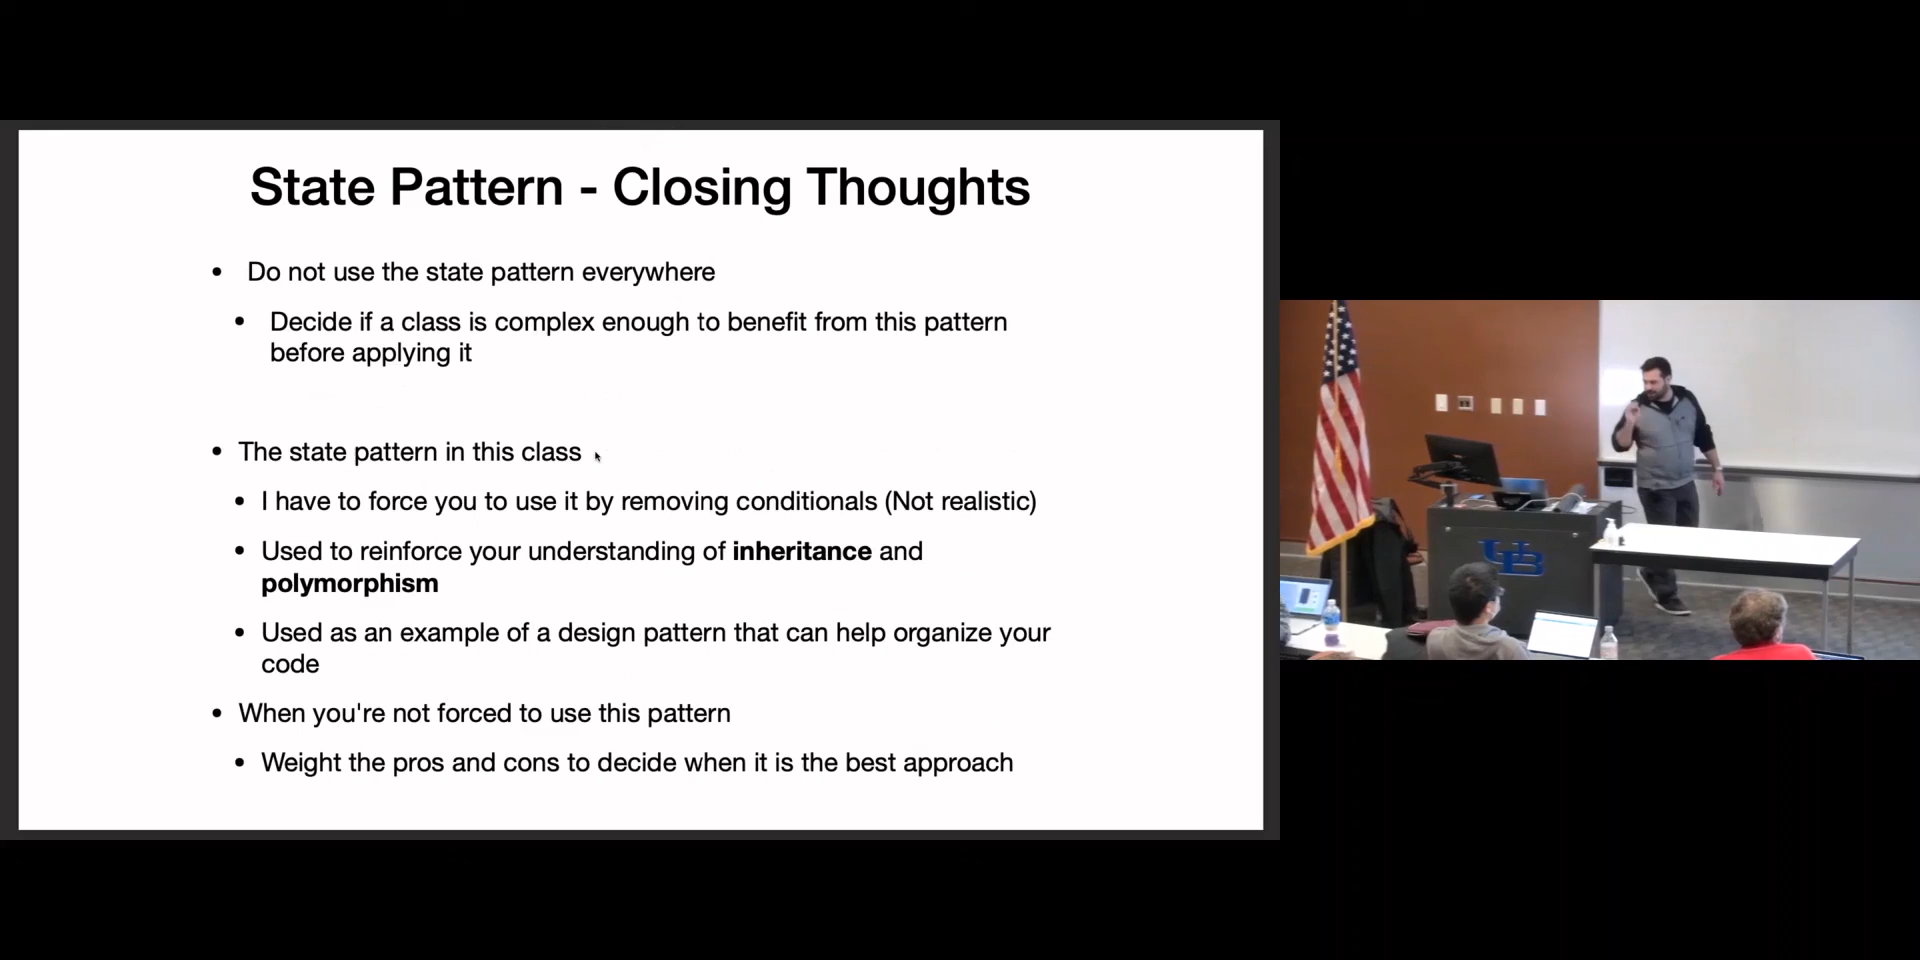 State Pattern - Closing Thoughts
• Do not use the state pattern everywhere
• Decide if a class is complex enough to benefit from this pattern
before applying it
• The state pattern in this class
• I have to force you to use it by removing conditionals (Not realistic)
• Used to reinforce your understanding of inheritance and
polymorphism
• Used as an example of a design pattern that can help organize your
code
• When you're not forced to use this pattern
• Weight the pros and cons to decide when it is the best approach
UB